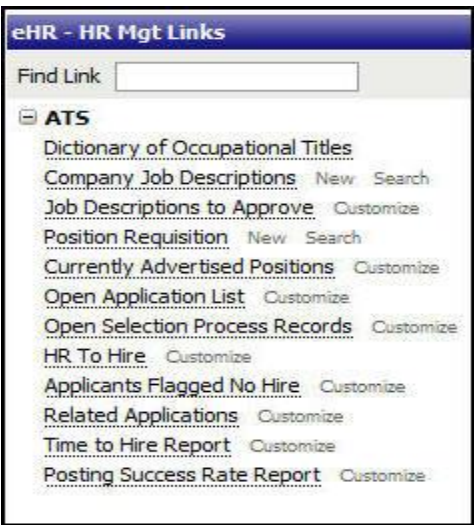 eHR - HR Mgt Links
Find Link
ATS
Dictionary of Occupational Titles
Company Job Descriptions New Search
Job Descriptions to Approve Customize
Position Requisition New Search
Currently Advertised Positions Customize
Open Application List Customize
Open Selection Process Records Customize
HR To Hire Customize
Applicants Flagged No Hire Customize
Related Applications Customize
Time to Hire Report Customize
Posting Success Rate Report Customize